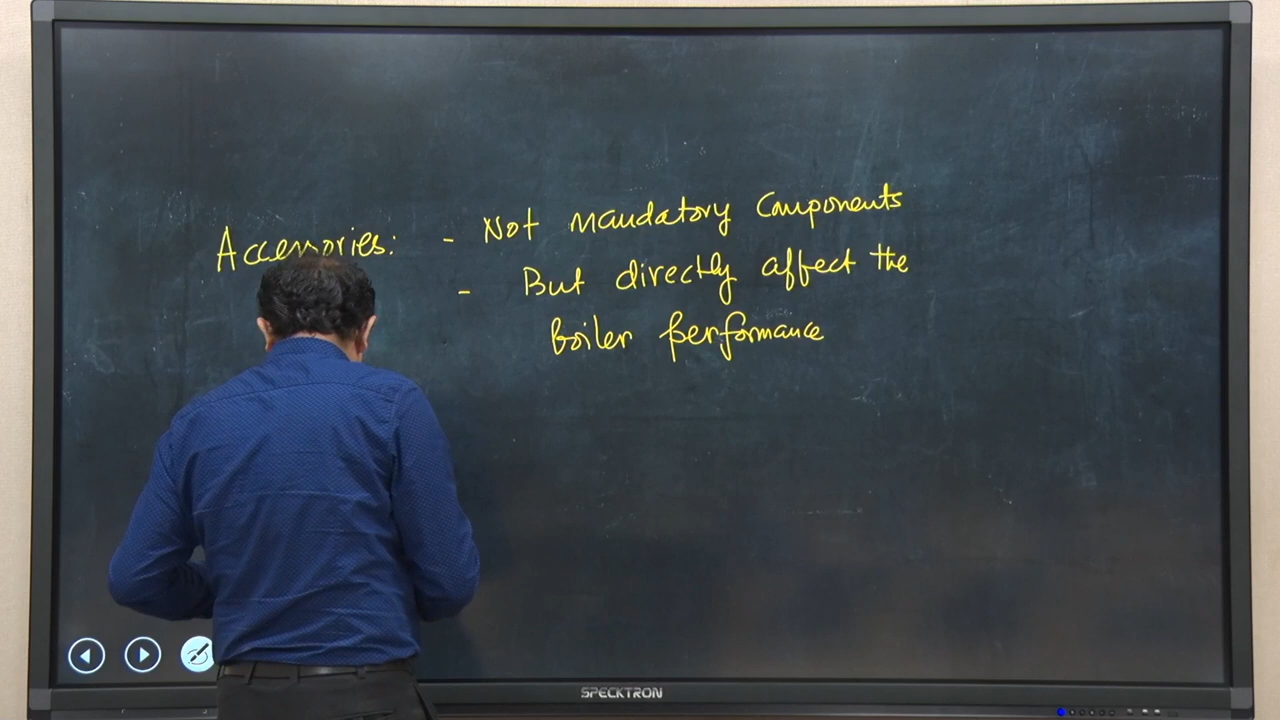 Accessories: - Not mandatory Components
- But directly affect the
boiler performance
SPECKTRON